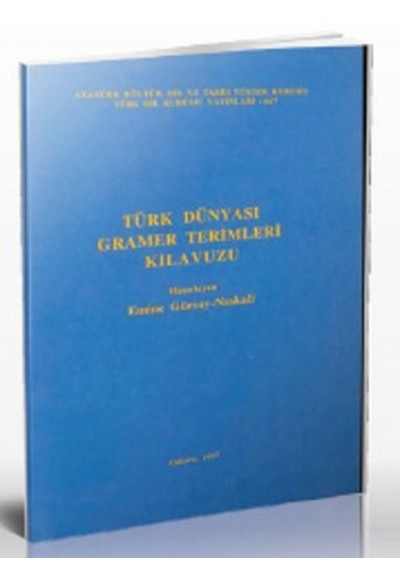 ATATÜRK KÜLTÜR, DİL VE TARİH YÜKSEK KURUMU
TÜRK DİL KURUMU YAYINLARI : 667
TÜRK DÜNYASI
GRAMER TERİMLERİ
KILAVUZU
Hazırlayan
Emine Gürsoy-Naskali
Ankara, 1997